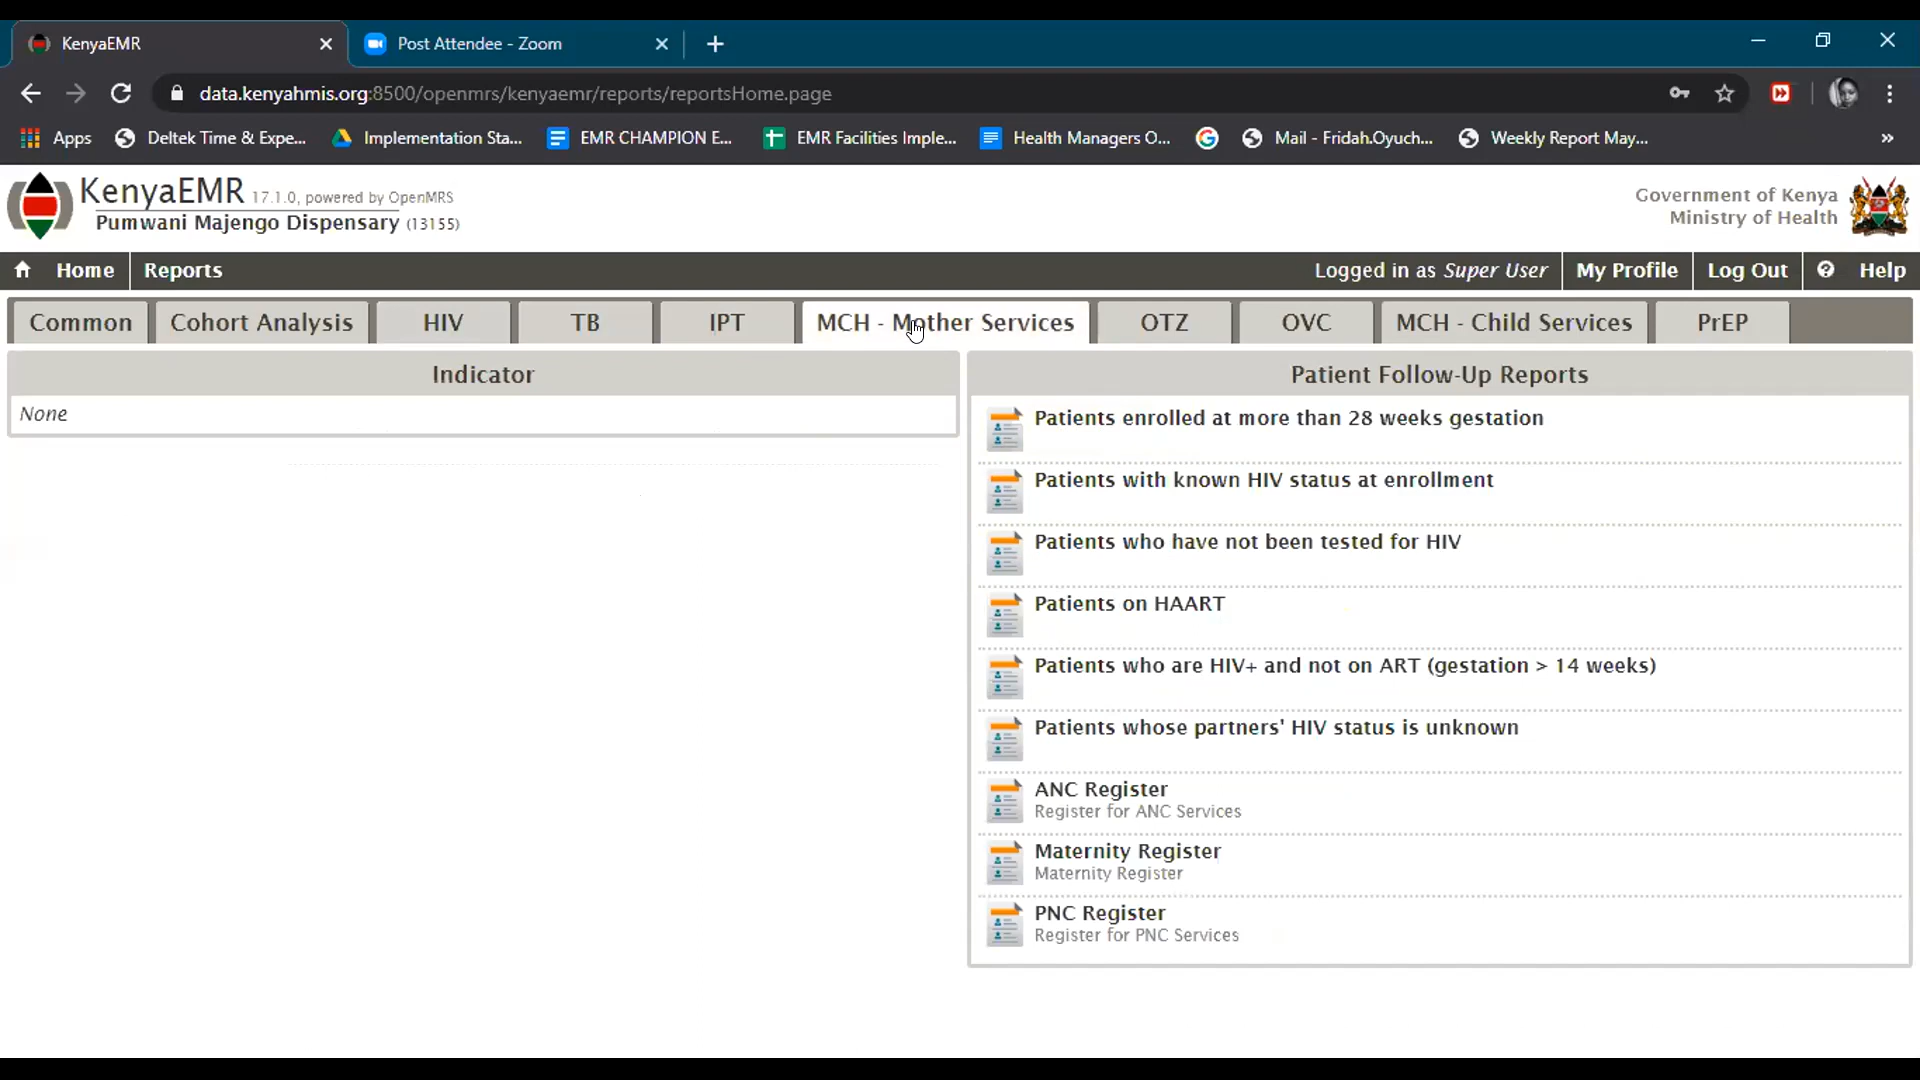 KenyaEMR
Post Attendee - Zoom
data.kenyahmis.org:8500/openmrs/kenyaemr/reports/reportsHome.page
Apps Deltek Time & Expe... Implementation Sta... EMR CHAMPION E... EMR Facilities Imple... Health Managers O... Mail - Fridah.Oyuch... Weekly Report May... »
KenyaEMR 17.1.0, powered by OpenMRS
Pumwani Majengo Dispensary (13155)
Government of Kenya
Ministry of Health
Home Reports Logged in as Super User My Profile Log Out Help
Common Cohort Analysis HIV TB IPT MCH - Mother Services OTZ OVC MCH - Child Services PrEP
Indicator
None
Patient Follow-Up Reports
Patients enrolled at more than 28 weeks gestation
Patients with known HIV status at enrollment
Patients who have not been tested for HIV
Patients on HAART
Patients who are HIV+ and not on ART (gestation > 14 weeks)
Patients whose partners' HIV status is unknown
ANC Register
Register for ANC Services
Maternity Register
Maternity Register
PNC Register
Register for PNC Services